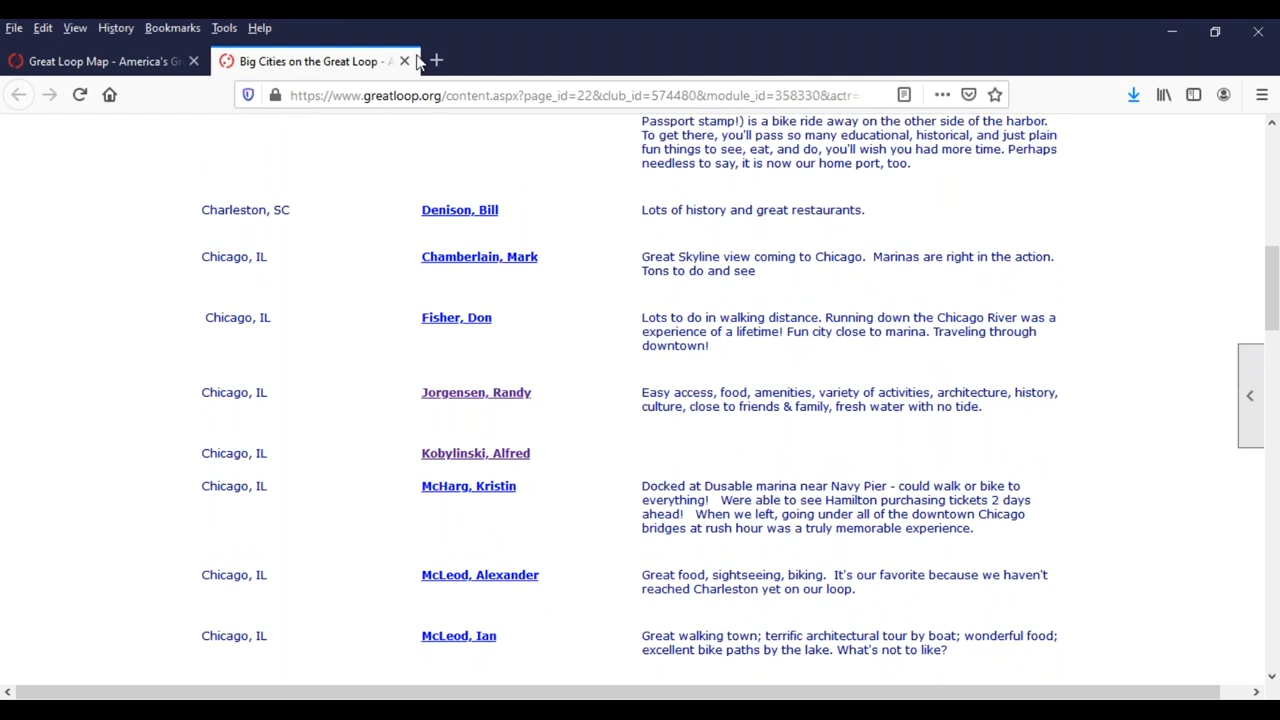 File Edit View History Bookmarks Tools Help
Great Loop Map - America's Gr
Big Cities on the Great Loop - A
https://www.greatloop.org/content.aspx?page_id=22&club_id=574480&module_id=358330&actr=
Passport stamp!) is a bike ride away on the other side of the harbor.
To get there, you'll pass so many educational, historical, and just plain
fun things to see, eat, and do, you'll wish you had more time. Perhaps
needless to say, it is now our home port, too.
Charleston, SC Denison, Bill Lots of history and great restaurants.
Chicago, IL Chamberlain, Mark Great Skyline view coming to Chicago. Marinas are right in the action.
Tons to do and see
Chicago, IL Fisher, Don Lots to do in walking distance. Running down the Chicago River was a
experience of a lifetime! Fun city close to marina. Traveling through
downtown!
Chicago, IL Jorgensen, Randy Easy access, food, amenities, variety of activities, architecture, history,
culture, close to friends & family, fresh water with no tide.
Chicago, IL Kobylinski, Alfred
Chicago, IL McHarg, Kristin Docked at Dusable marina near Navy Pier - could walk or bike to
everything! Were able to see Hamilton purchasing tickets 2 days
ahead! When we left, going under all of the downtown Chicago
bridges at rush hour was a truly memorable experience.
Chicago, IL McLeod, Alexander Great food, sightseeing, biking. It's our favorite because we haven't
reached Charleston yet on our loop.
Chicago, IL McLeod, Ian Great walking town; terrific architectural tour by boat; wonderful food;
excellent bike paths by the lake. What's not to like?